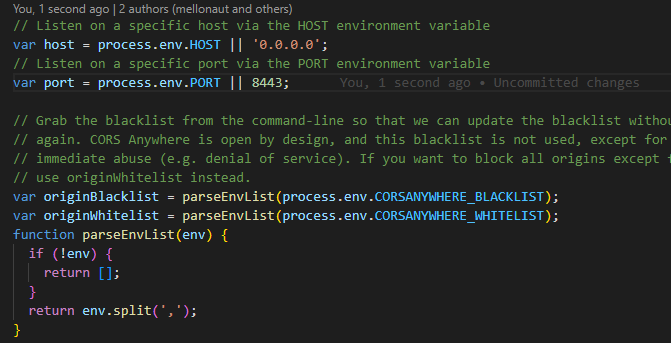 You, 1 second ago | 2 authors (mellonaut and others)
// Listen on a specific host via the HOST environment variable
var host = process.env.HOST || '0.0.0.0';
// Listen on a specific port via the PORT environment variable
var port = process.env.PORT || 8443; You, 1 second ago • Uncommitted changes
// Grab the blacklist from the command-line so that we can update the blacklist withou
// again. CORS Anywhere is open by design, and this blacklist is not used, except for
// immediate abuse (e.g. denial of service). If you want to block all origins except f
// use originWhitelist instead.
var originBlacklist = parseEnvList(process.env.CORSANYWHERE_BLACKLIST);
var originWhitelist = parseEnvList(process.env.CORSANYWHERE_WHITELIST);
function parseEnvList(env) {
  if (!env) {
    return [];
  }
  return env.split(',');
}